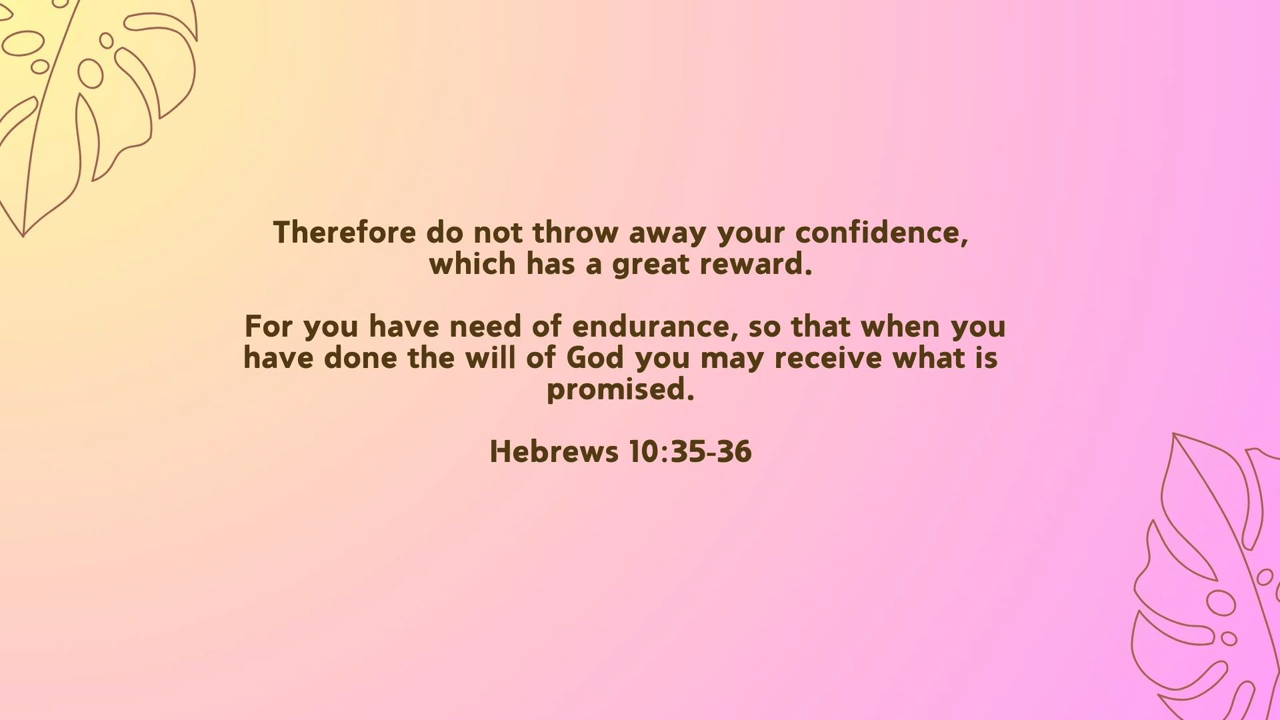 Therefore do not throw away your confidence,
which has a great reward.
For you have need of endurance, so that when you
have done the will of God you may receive what is
promised.
Hebrews 10:35-36